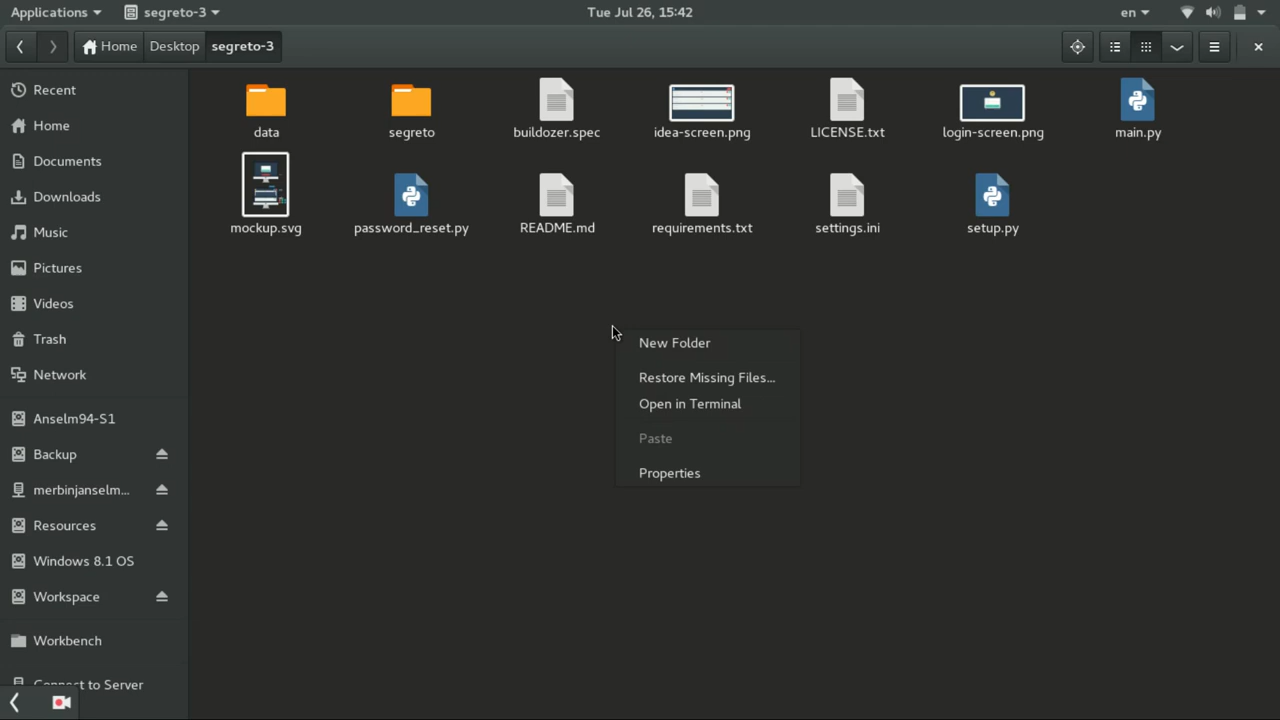 Applications segreto-3 Tue Jul 26, 15:42 en
Home Desktop segreto-3
Recent
Home
Documents
Downloads
Music
Pictures
Videos
Trash
Network
Anselm94-S1
Backup
merbinjanselm...
Resources
Windows 8.1 OS
Workspace
Workbench
Connect to Server
data segreto buildozer.spec idea-screen.png LICENSE.txt login-screen.png main.py
mockup.svg password_reset.py README.md requirements.txt settings.ini setup.py
New Folder
Restore Missing Files...
Open in Terminal
Paste
Properties